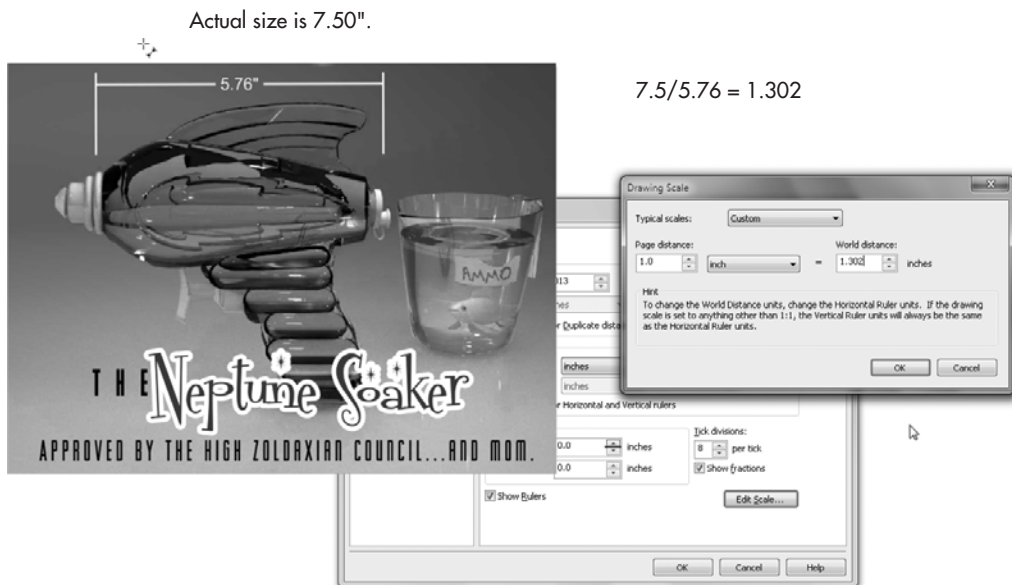 Actual size is 7.50".
5.76"
7.5/5.76 = 1.302
AMMO
THE Neptune Soaker
APPROVED BY THE HIGH ZOLDAXIAN COUNCIL...AND MOM.
Drawing Scale
Typical scales: Custom
Page distance: World distance:
1.0 inch = 1.302 inches
Hint
To change the World Distance units, change the Horizontal Ruler units. If the drawing
scale is set to anything other than 1:1, the Vertical Ruler units will always be the same
as the Horizontal Ruler units.
OK Cancel
013
Duplicate
inches
inches
or Horizontal and Vertical rulers
0.0 inches
0.0 inches
Tick divisions:
8 per tick
Show fractions
Show Rulers
Edit Scale...
OK Cancel Help